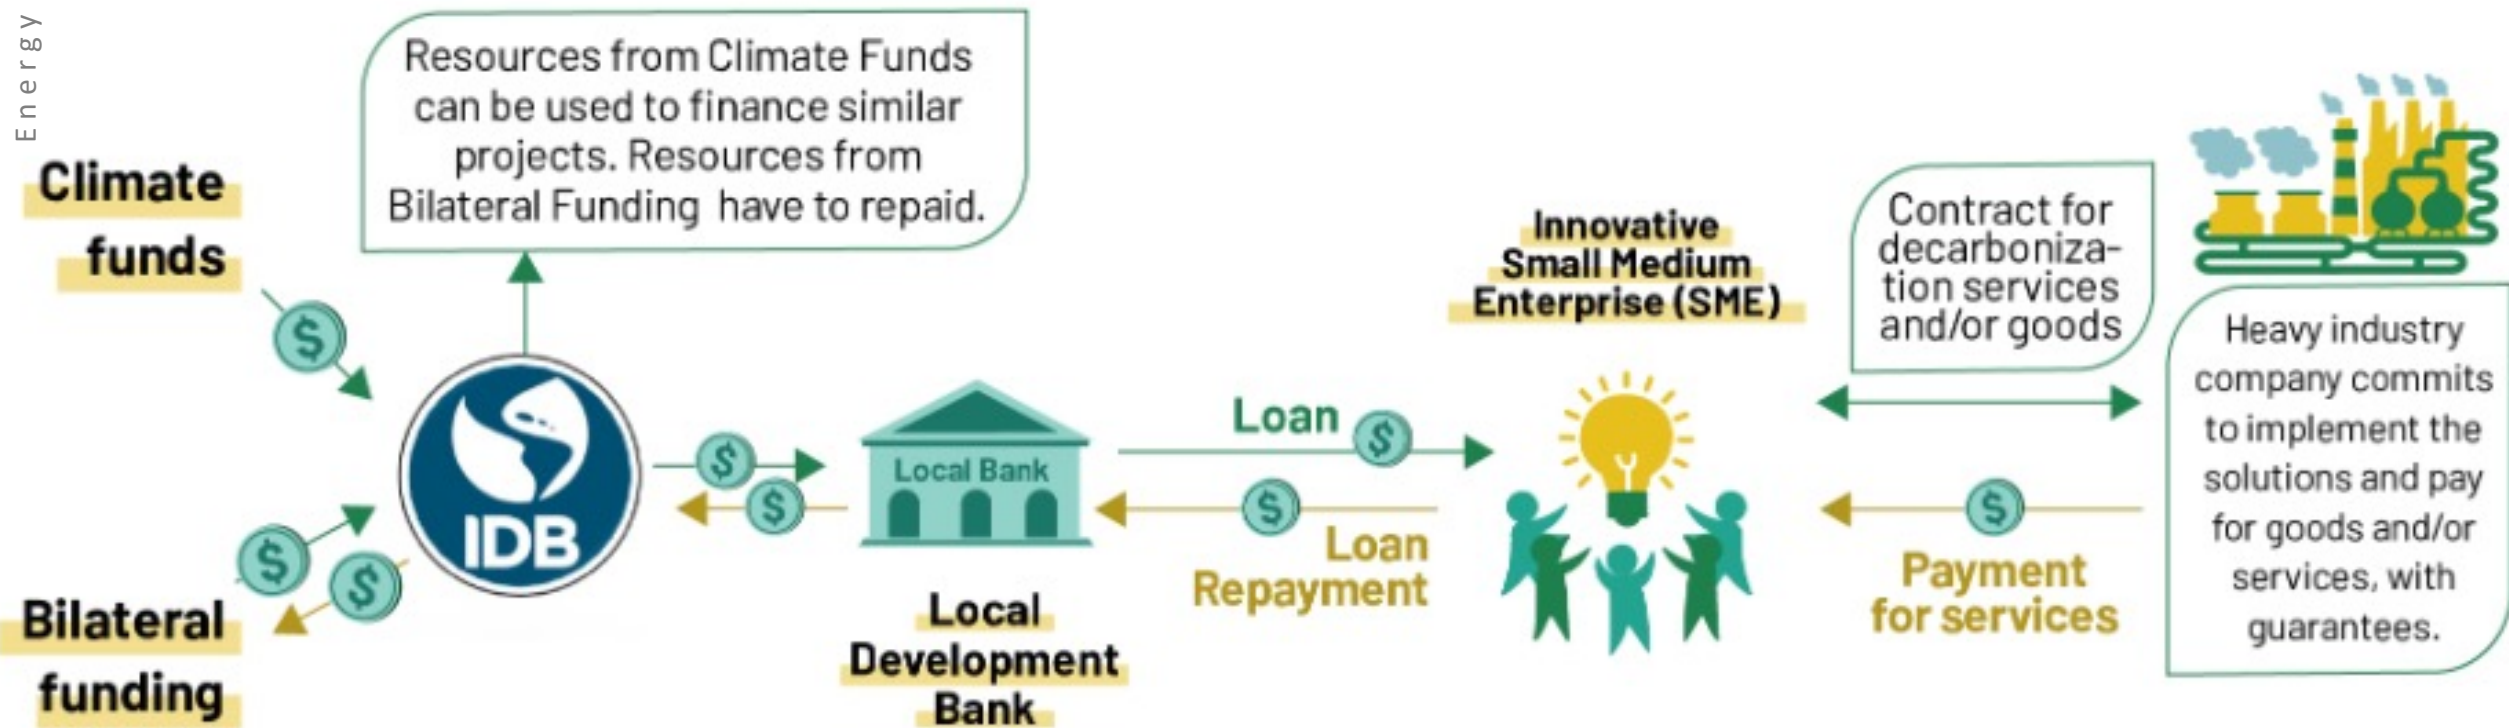 Energy
Climate
funds
Resources from Climate Funds
can be used to finance similar
projects. Resources from
Bilateral Funding have to repaid.
IDB
Bilateral
funding
Local Bank
Local
Development
Bank
Loan
Loan
Repayment
Innovative
Small Medium
Enterprise (SME)
Contract for
decarboniza-
tion services
and/or goods
Payment
for services
Heavy industry
company commits
to implement the
solutions and pay
for goods and/or
services, with
guarantees.